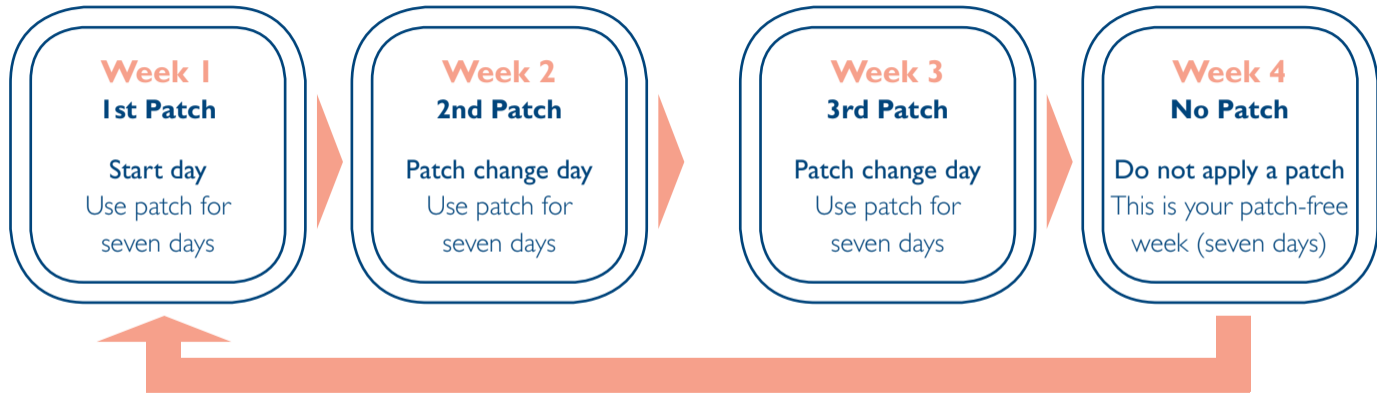 Week 1
1st Patch
Start day
Use patch for
seven days
Week 2
2nd Patch
Patch change day
Use patch for
seven days
Week 3
3rd Patch
Patch change day
Use patch for
seven days
Week 4
No Patch
Do not apply a patch
This is your patch-free
week (seven days)